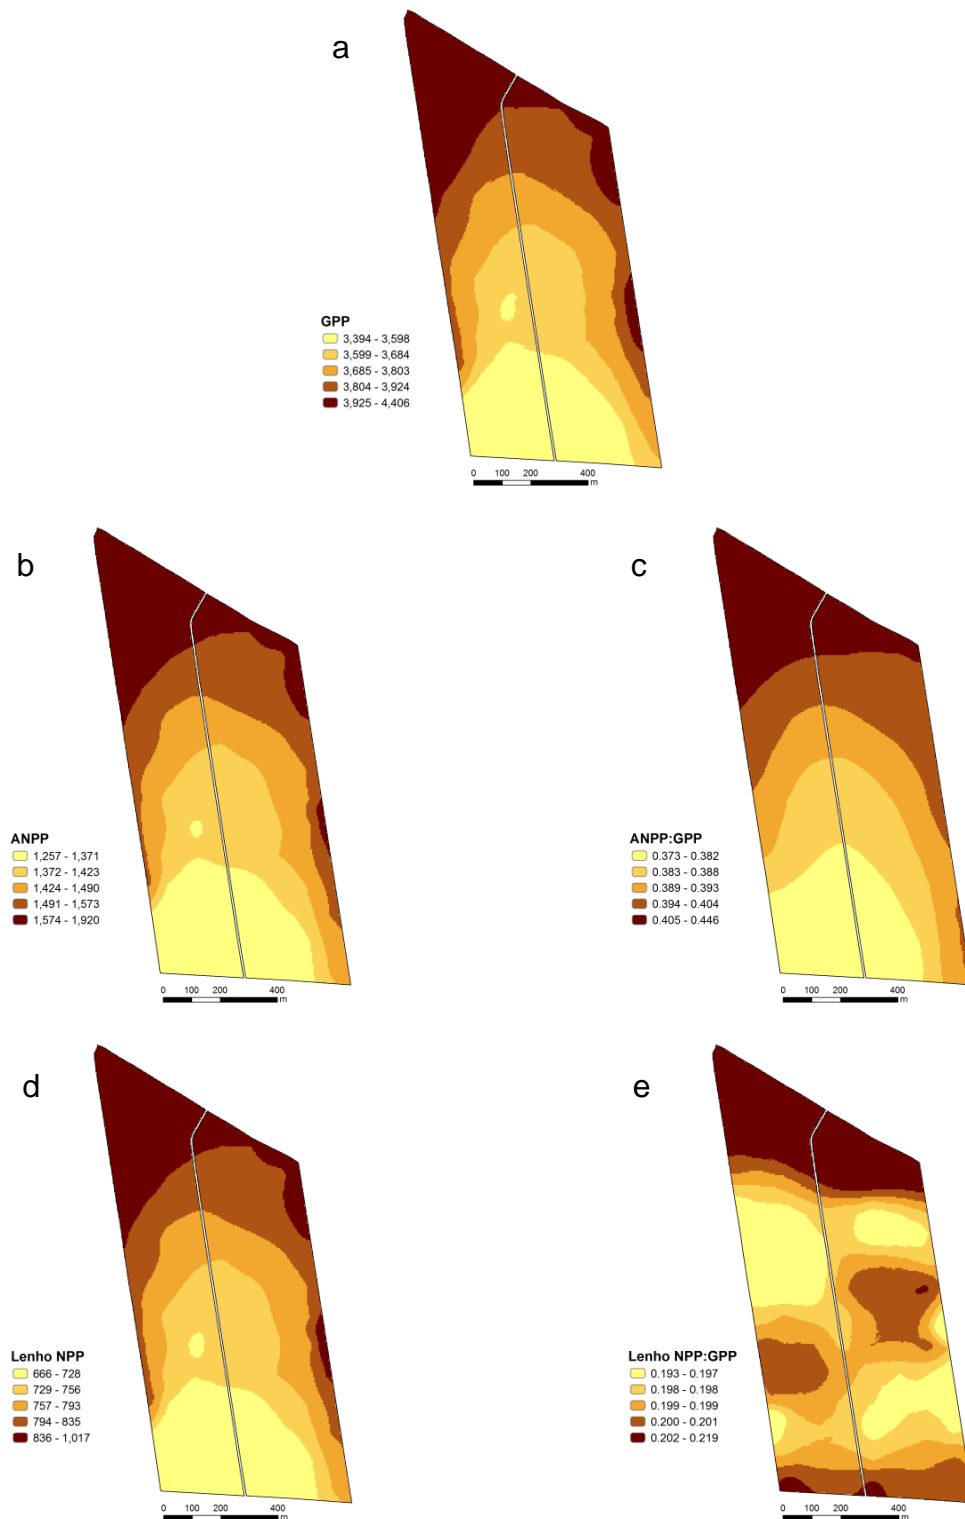 a
GPP
3,394 - 3,598
3,599 - 3,684
3,685 - 3,803
3,804 - 3,924
3,925 - 4,406
0 100 200 400
m
b
ANPP
1,257 - 1,371
1,372 - 1,423
1,424 - 1,490
1,491 - 1,573
1,574 - 1,920
0 100 200 400
m
c
ANPP:GPP
0.373 - 0.382
0.383 - 0.388
0.389 - 0.393
0.394 - 0.404
0.405 - 0.446
0 100 200 400
m
d
Lenho NPP
666 - 728
729 - 756
757 - 793
794 - 835
836 - 1,017
0 100 200 400
m
e
Lenho NPP:GPP
0.193 - 0.197
0.198 - 0.198
0.199 - 0.199
0.200 - 0.201
0.202 - 0.219
0 100 200 400
m